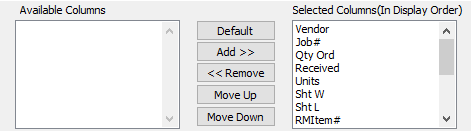 Available Columns
Selected Columns(In Display Order)
Default
Add >>
<< Remove
Move Up
Move Down
Vendor
Job#
Qty Ord
Received
Units
Sht W
Sht L
RMItem#